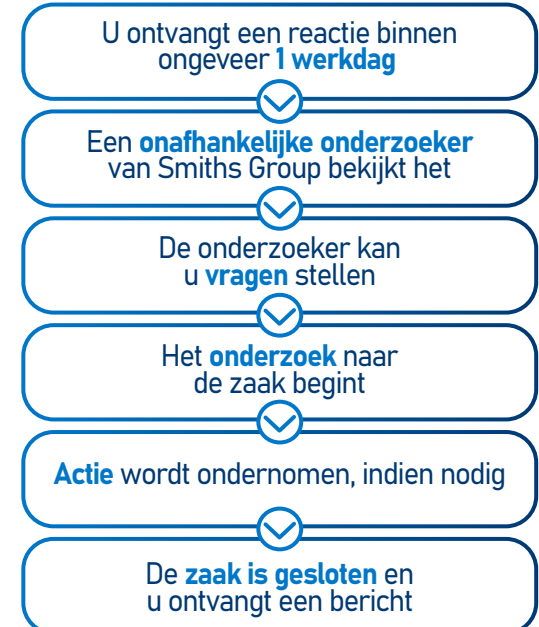 U ontvangt een reactie binnen
ongeveer 1 werkdag
Een onafhankelijke onderzoeker
van Smiths Group bekijkt het
De onderzoeker kan
u vragen stellen
Het onderzoek naar
de zaak begint
Actie wordt ondernomen, indien nodig
De zaak is gesloten en
u ontvangt een bericht